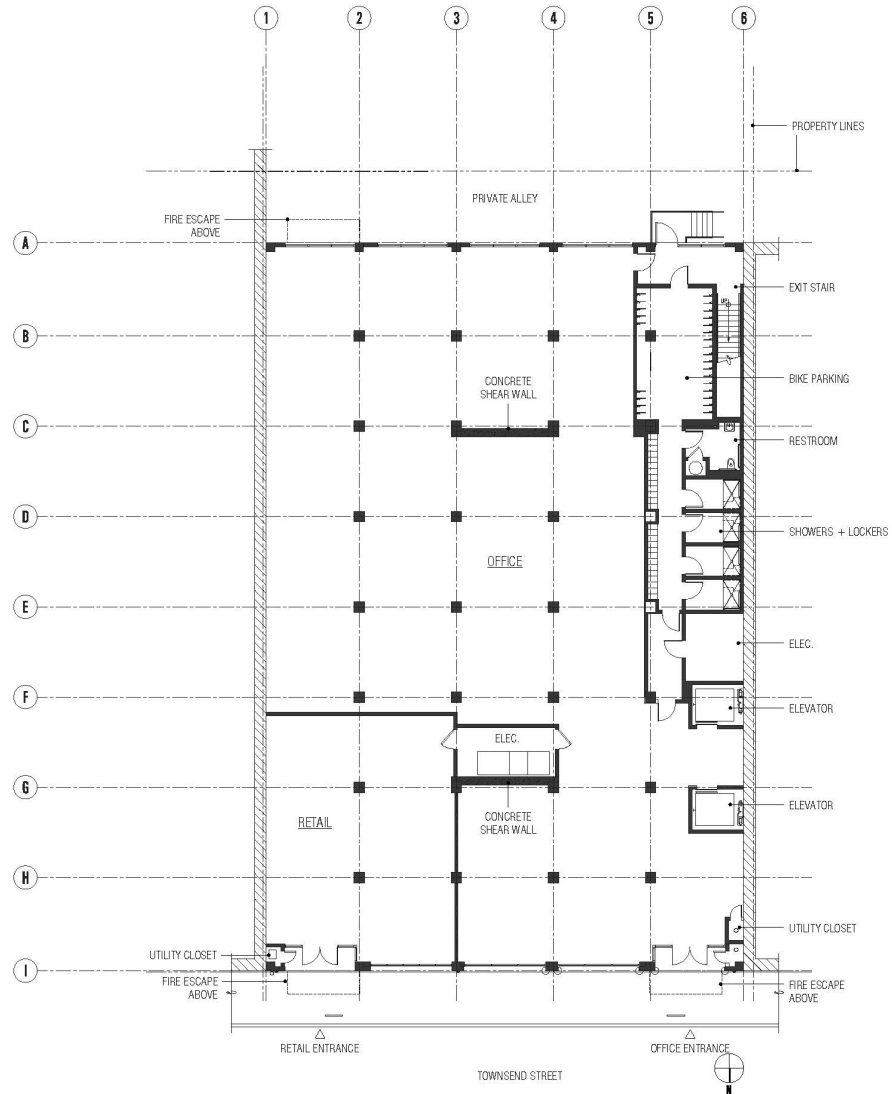 1 2 3 4 5 6
PROPERTY LINES
PRIVATE ALLEY
FIRE ESCAPE
ABOVE
A
EXIT STAIR
UP
B
BIKE PARKING
CONCRETE
SHEAR WALL
C
RESTROOM
D
SHOWERS + LOCKERS
OFFICE
E
ELEC.
F
ELEVATOR
ELEC.
G
ELEVATOR
RETAIL
CONCRETE
SHEAR WALL
H
UTILITY CLOSET
UTILITY CLOSET
I
FIRE ESCAPE
ABOVE
FIRE ESCAPE
ABOVE
RETAIL ENTRANCE
OFFICE ENTRANCE
TOWNSEND STREET
N